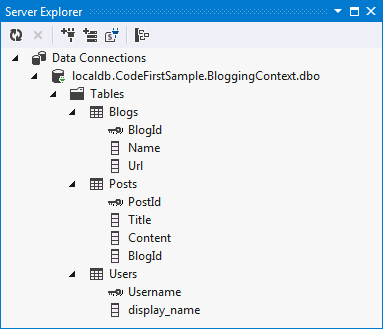 Server Explorer
Data Connections
localdb.CodeFirstSample.BloggingContext.dbo
Tables
Blogs
BlogId
Name
Url
Posts
PostId
Title
Content
BlogId
Users
Username
display_name